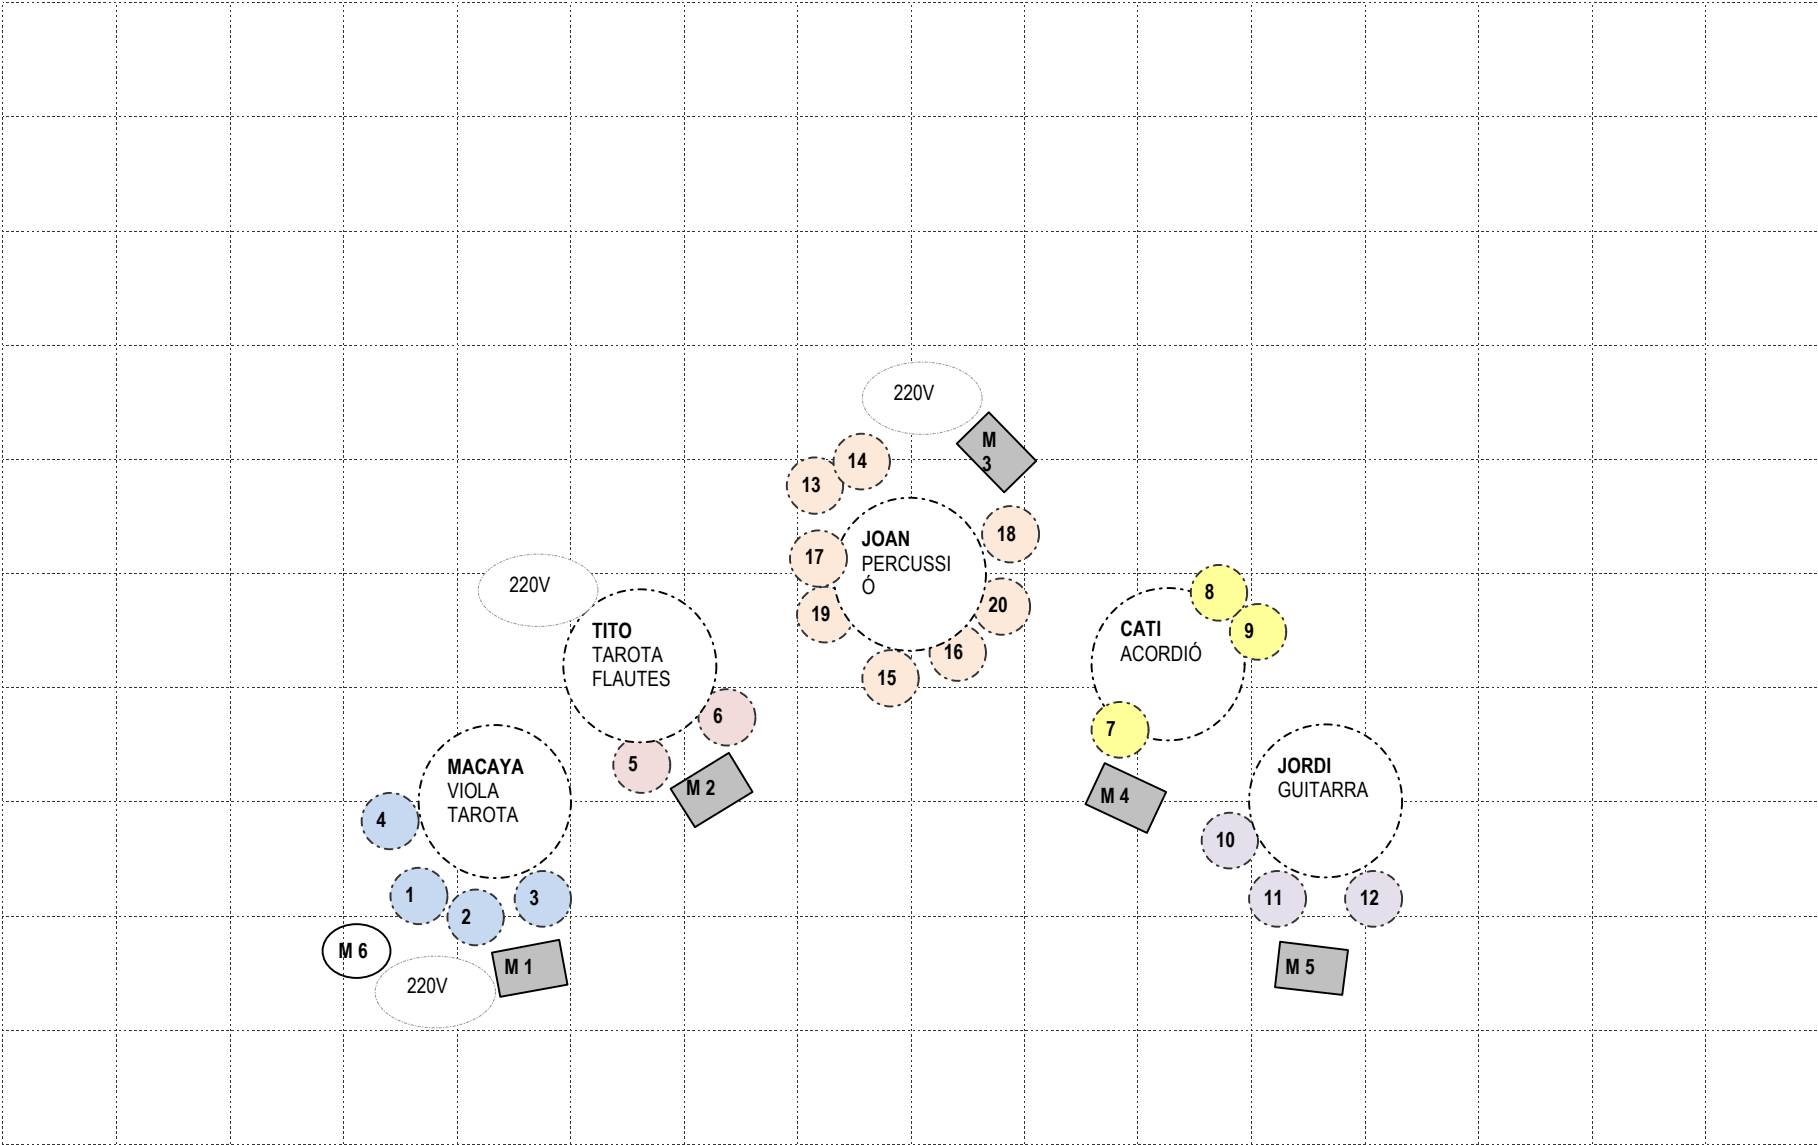 220V
M
3
14
13
JOAN
PERCUSSI
Ó
18
17
20
19
16
15
220V
TITO
TAROTA
FLAUTES
6
5
M 2
8
9
CATI
ACORDIÓ
7
M 4
MACAYA
VIOLA
TAROTA
4
1
2
3
M 6
220V
M 1
JORDI
GUITARRA
10
11
12
M 5